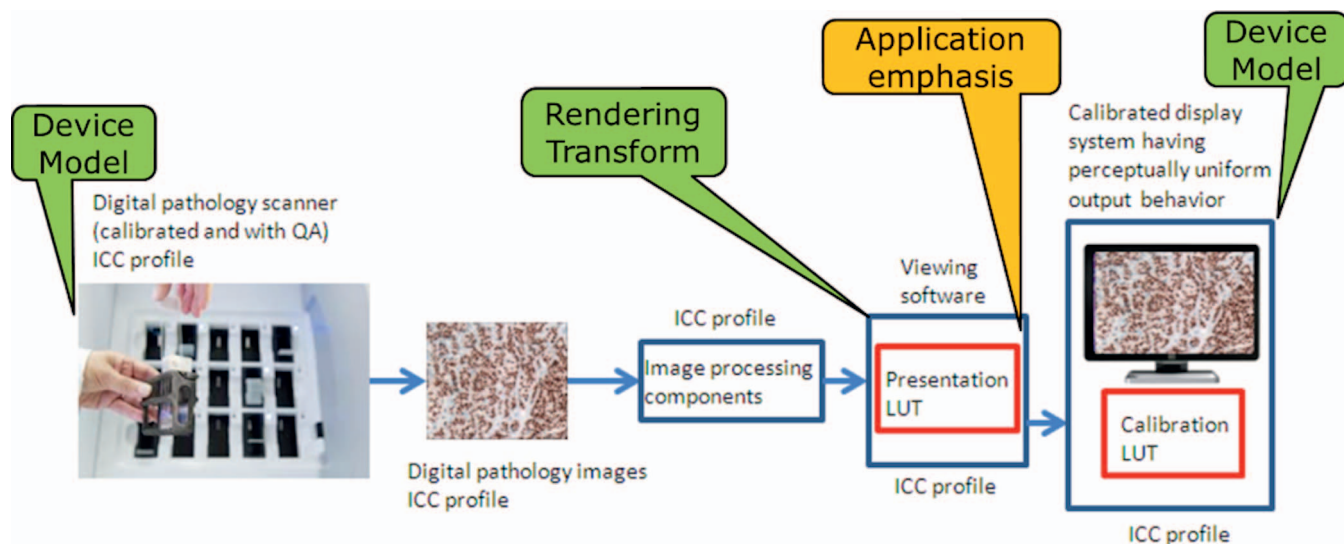 Device
Model
Digital pathology scanner
(calibrated and with QA)
ICC profile
Digital pathology images
ICC profile
ICC profile
Image processing
components
Rendering
Transform
Application
emphasis
Viewing
software
Presentation
LUT
ICC profile
Device
Model
Calibrated display
system having
perceptually uniform
output behavior
Calibration
LUT
ICC profile